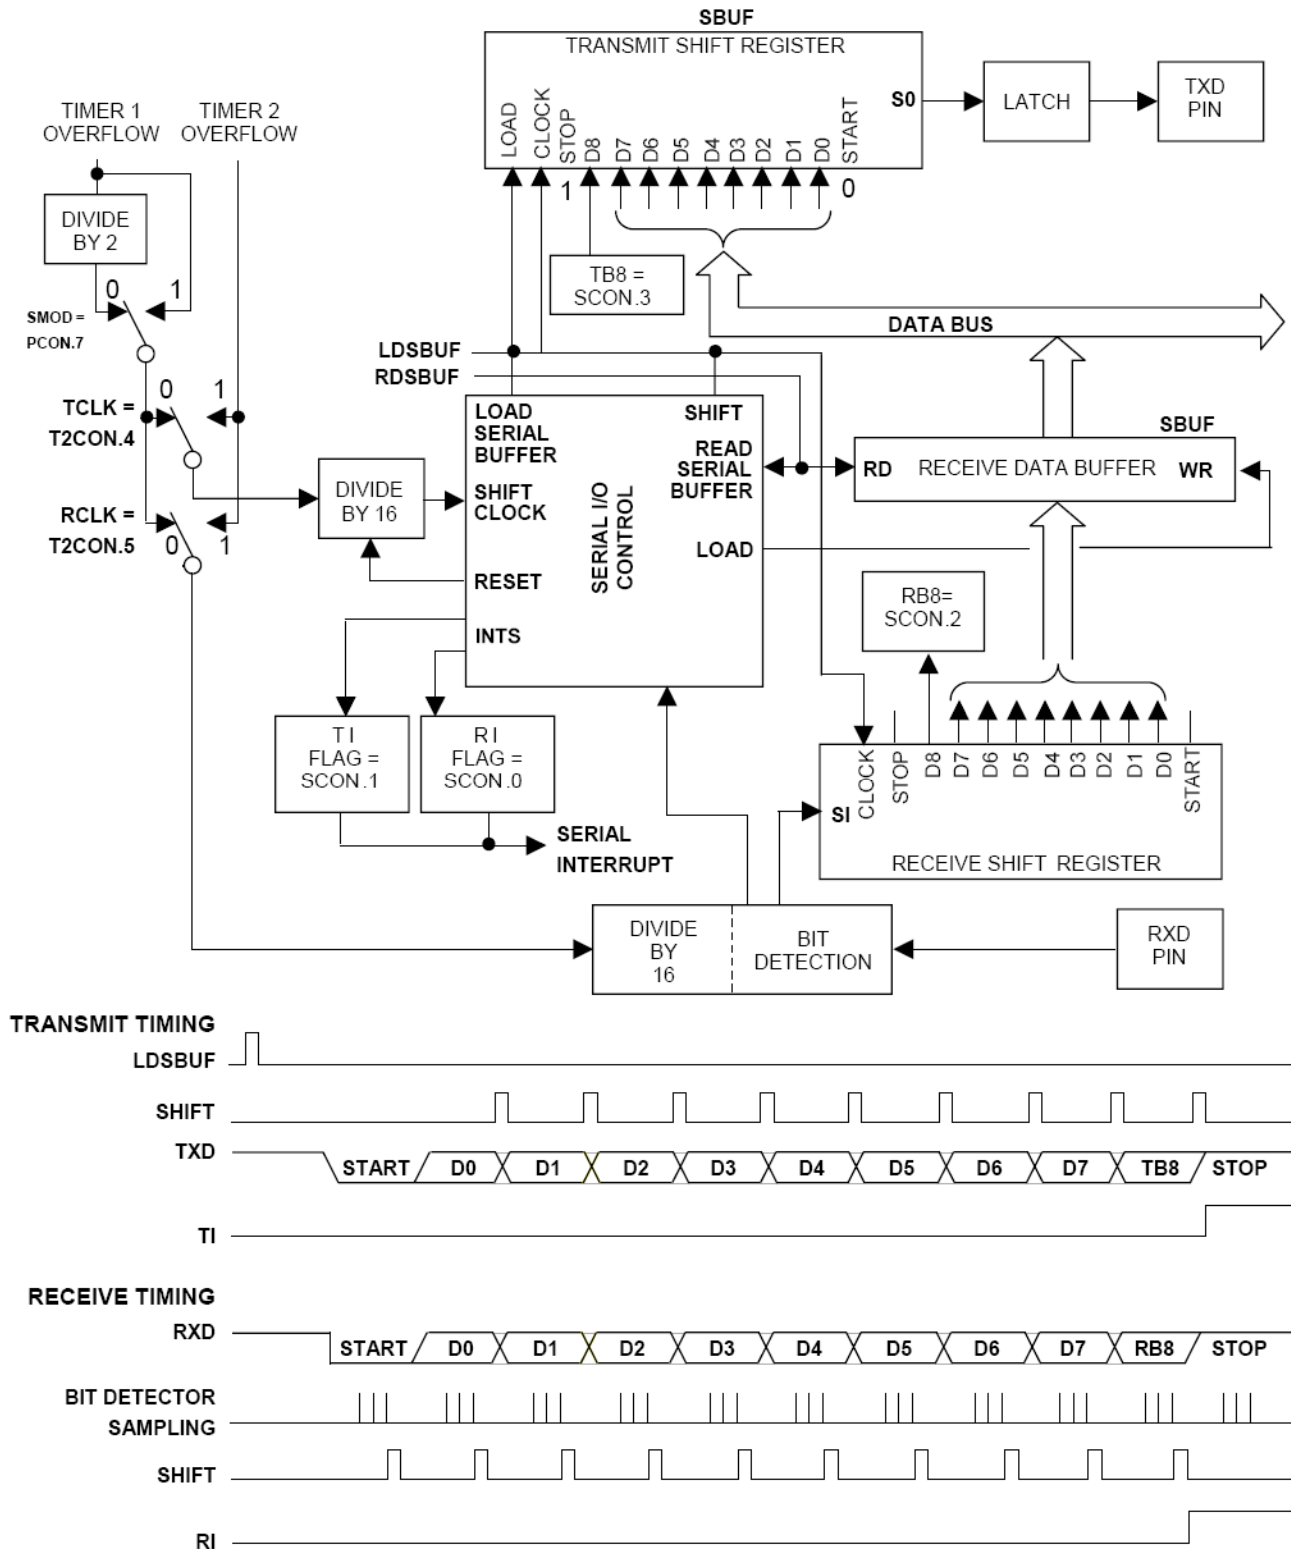 SBUF
TRANSMIT SHIFT REGISTER
LOAD
CLOCK
STOP
D8
D7
D6
D5
D4
D3
D2
D1
D0
START
S0
LATCH
TXD
PIN
TIMER 1
OVERFLOW
TIMER 2
OVERFLOW
1
0
DIVIDE
BY 2
TB8 =
SCON.3
0
1
SMOD =
PCON.7
DATA BUS
LDSBUF
RDSBUF
0
1
TCLK =
T2CON.4
LOAD
SERIAL
BUFFER
SHIFT
READ
SERIAL
BUFFER
SBUF
RD
RECEIVE DATA BUFFER
WR
DIVIDE
BY 16
SHIFT
CLOCK
SERIAL I/O
CONTROL
RCLK =
T2CON.5
0
1
LOAD
RESET
INTS
RB8=
SCON.2
T I
FLAG =
SCON.1
R I
FLAG =
SCON.0
CLOCK
STOP
D8
D7
D6
D5
D4
D3
D2
D1
D0
START
SI
RECEIVE SHIFT REGISTER
SERIAL
INTERRUPT
DIVIDE
BY
16
BIT
DETECTION
RXD
PIN
TRANSMIT TIMING
LDSBUF
SHIFT
TXD
START D0 D1 D2 D3 D4 D5 D6 D7 TB8 STOP
TI
RECEIVE TIMING
RXD
START D0 D1 D2 D3 D4 D5 D6 D7 RB8 STOP
BIT DETECTOR
SAMPLING
SHIFT
RI